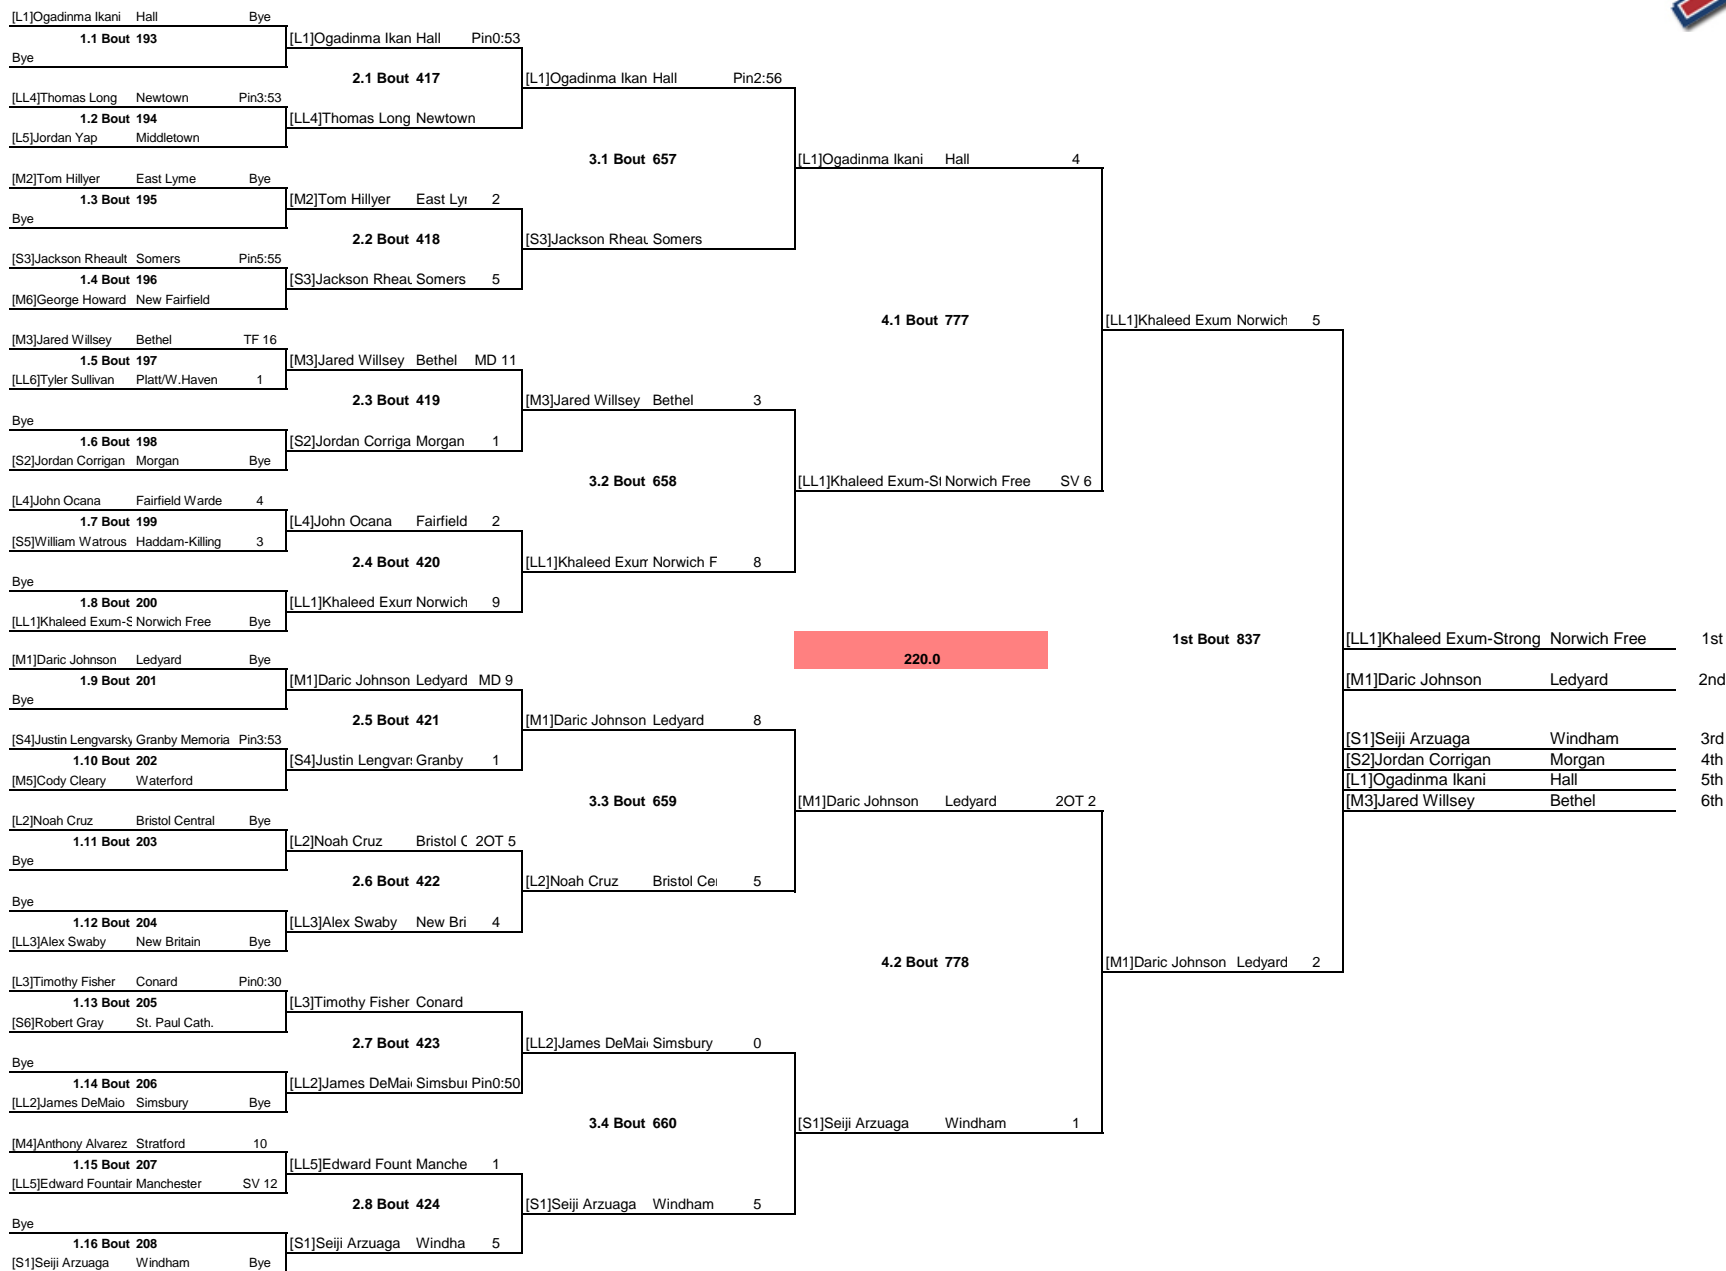 [L1]Ogadinma Ikani Hall Bye
1.1 Bout 193
Bye
[LL4]Thomas Long Newtown Pin3:53
1.2 Bout 194
[L5]Jordan Yap Middletown
[M2]Tom Hillyer East Lyme Bye
1.3 Bout 195
Bye
[S3]Jackson Rheault Somers Pin5:55
1.4 Bout 196
[M6]George Howard New Fairfield
[M3]Jared Willsey Bethel TF 16
1.5 Bout 197
[LL6]Tyler Sullivan Platt/W.Haven 1
Bye
1.6 Bout 198
[S2]Jordan Corrigan Morgan Bye
[L4]John Ocana Fairfield Warde 4
1.7 Bout 199
[S5]William Watrous Haddam-Killing 3
Bye
1.8 Bout 200
[LL1]Khaleed Exum-S Norwich Free Bye
[M1]Daric Johnson Ledyard Bye
1.9 Bout 201
Bye
[S4]Justin Lengvarsky Granby Memoria Pin3:53
1.10 Bout 202
[M5]Cody Cleary Waterford
[L2]Noah Cruz Bristol Central Bye
1.11 Bout 203
Bye
Bye
1.12 Bout 204
[LL3]Alex Swaby New Britain Bye
[L3]Timothy Fisher Conard Pin0:30
1.13 Bout 205
[S6]Robert Gray St. Paul Cath.
Bye
1.14 Bout 206
[LL2]James DeMaio Simsbury Bye
[M4]Anthony Alvarez Stratford 10
1.15 Bout 207
[LL5]Edward Fountain Manchester SV 12
Bye
1.16 Bout 208
[S1]Seiji Arzuaga Windham Bye
[L1]Ogadinma Ikan Hall Pin0:53
2.1 Bout 417
[LL4]Thomas Long Newtown
[M2]Tom Hillyer East Lyr 2
2.2 Bout 418
[S3]Jackson Rheau Somers 5
[M3]Jared Willsey Bethel MD 11
2.3 Bout 419
[S2]Jordan Corriga Morgan 1
[L4]John Ocana Fairfield 2
2.4 Bout 420
[LL1]Khaleed Exum Norwich 9
[M1]Daric Johnson Ledyard MD 9
2.5 Bout 421
[S4]Justin Lengvars Granby 1
[L2]Noah Cruz Bristol C 2OT 5
2.6 Bout 422
[LL3]Alex Swaby New Bri 4
[L3]Timothy Fisher Conard
2.7 Bout 423
[LL2]James DeMai Simsbu Pin0:50
[LL5]Edward Fount Manche 1
2.8 Bout 424
[S1]Seiji Arzuaga Windha 5
[L1]Ogadinma Ikan Hall Pin2:56
3.1 Bout 657
[S3]Jackson Rheau Somers
[M3]Jared Willsey Bethel 3
3.2 Bout 658
[LL1]Khaleed Exum Norwich F 8
[M1]Daric Johnson Ledyard 8
3.3 Bout 659
[L2]Noah Cruz Bristol Ce 5
[LL2]James DeMai Simsbury 0
3.4 Bout 660
[S1]Seiji Arzuaga Windham 5
[L1]Ogadinma Ikani Hall 4
4.1 Bout 777
[LL1]Khaleed Exum-St Norwich Free SV 6
220.0
[M1]Daric Johnson Ledyard 2OT 2
4.2 Bout 778
[S1]Seiji Arzuaga Windham 1
[LL1]Khaleed Exum Norwich 5
1st Bout 837
[M1]Daric Johnson Ledyard 2
[LL1]Khaleed Exum-Strong Norwich Free 1st
[M1]Daric Johnson Ledyard 2nd
[S1]Seiji Arzuaga Windham 3rd
[S2]Jordan Corrigan Morgan 4th
[L1]Ogadinma Ikani Hall 5th
[M3]Jared Willsey Bethel 6th